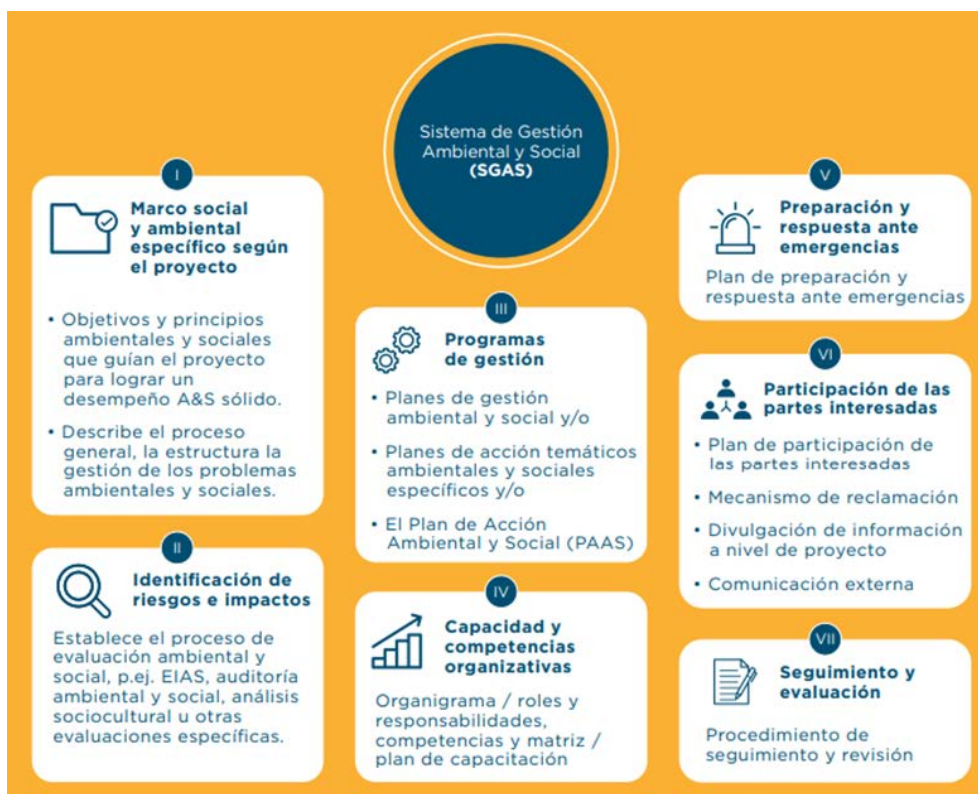 Sistema de Gestión
Ambiental y Social
(SGAS)
I
Marco social
y ambiental
específico según
el proyecto
• Objetivos y principios
ambientales y sociales
que guían el proyecto
para lograr un
desempeño A&S sólido.
• Describe el proceso
general, la estructura la
gestión de los problemas
ambientales y sociales.
II
Identificación de
riesgos e impactos
Establece el proceso de
evaluación ambiental y
social, p.ej. EIAS, auditoría
ambiental y social, análisis
sociocultural u otras
evaluaciones específicas.
III
Programas
de gestión
• Planes de gestión
ambiental y social y/o
• Planes de acción temáticos
ambientales y sociales
específicos y/o
• El Plan de Acción
Ambiental y Social (PAAS)
IV
Capacidad y
competencias
organizativas
Organigrama / roles y
responsabilidades,
competencias y matriz /
plan de capacitación
V
Preparación y
respuesta ante
emergencias
Plan de preparación y
respuesta ante emergencias
VI
Participación de las
partes interesadas
• Plan de participación de
las partes interesadas
• Mecanismo de reclamación
• Divulgación de información
a nivel de proyecto
• Comunicación externa
VII
Seguimiento y
evaluación
Procedimiento de
seguimiento y revisión